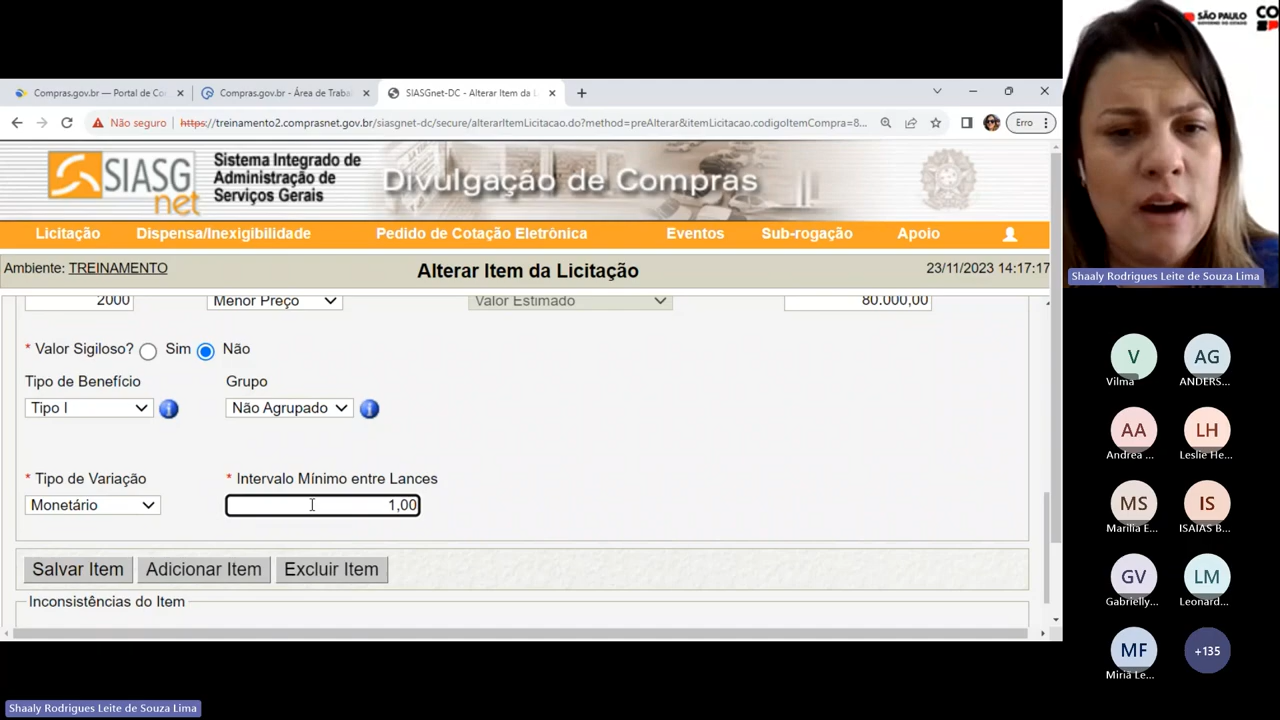 SÃO PAULO
GOVERNO DO ESTADO
CO
Compras.gov.br — Portal de Co
Compras.gov.br - Área de Traba
SIASGnet-DC - Alterar Item da L
Não seguro
https://treinamento2.comprasnet.gov.br/siasgnet-dc/secure/alterarItemLicitacao.do?method=preAlterar&itemLicitacao.codigoItemCompra=8...
Erro
SIASG
net
Sistema Integrado de
Administração de
Serviços Gerais
Divulgação de Compras
Licitação Dispensa/Inexigibilidade Pedido de Cotação Eletrônica Eventos Sub-rogação Apoio
Ambiente: TREINAMENTO
Alterar Item da Licitação
23/11/2023 14:17:17
2000 Menor Preço Valor Estimado 80.000,00
* Valor Sigiloso? Sim Não
Tipo de Benefício Grupo
Tipo I Não Agrupado
* Tipo de Variação * Intervalo Mínimo entre Lances
Monetário 1,00
Salvar Item Adicionar Item Excluir Item
Inconsistências do Item
Shaaly Rodrigues Leite de Souza Lima
V AG
Vilma ANDERS...
AA LH
Andrea ... Leslie He...
MS IS
Marilia E... ISAIAS B...
GV LM
Gabrielly... Leonard...
MF +135
Miriã Le...
Shaaly Rodrigues Leite de Souza Lima